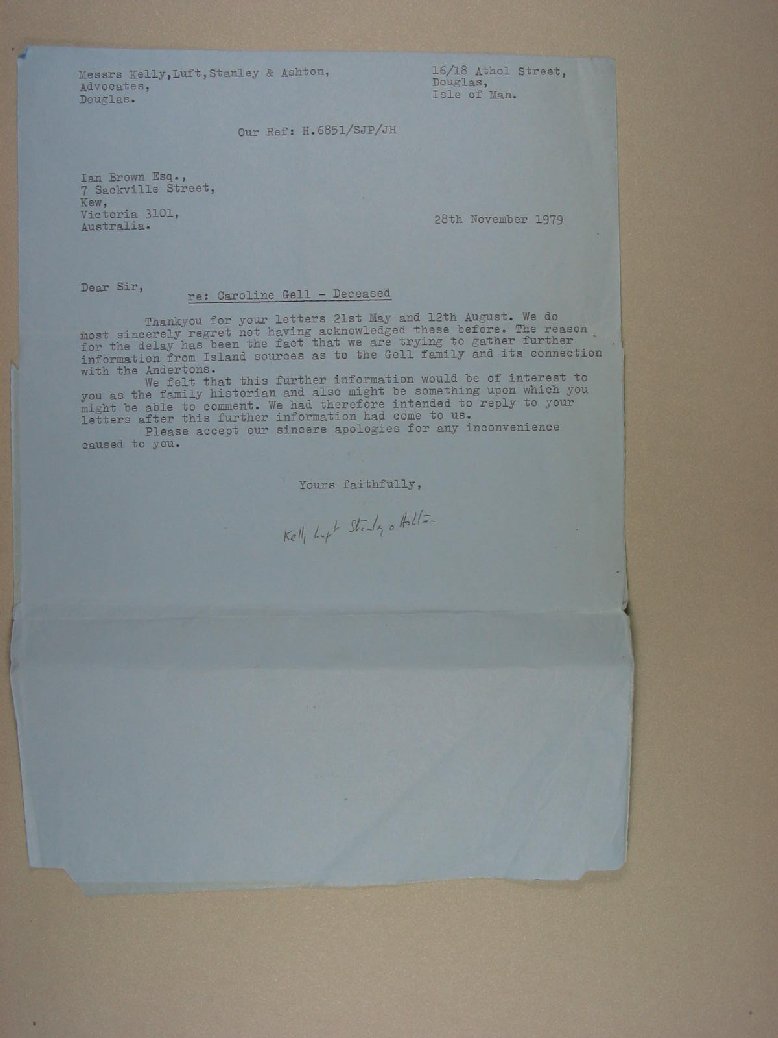 Messrs Kelly,Luft,Stanley & Ashton,
Advocates,
Douglas.
16/18 Athol Street,
Douglas,
Isle of Man.
Our Ref: H.6851/SJP/JH
Ian Brown Esq.,
7 Sackville Street,
Kew,
Victoria 3101,
Australia.
28th November 1979
Dear Sir,
re: Caroline Gell - Deceased
Thankyou for your letters 21st May and 12th August. We do
most sincerely regret not having acknowledged these before. The reason
for the delay has been the fact that we are trying to gather further
information from Island sources as to the Gell family and its connection
with the Andertons.
We felt that this further information would be of interest to
you as the family historian and also might be something upon which you
might be able to comment. We had therefore intended to reply to your
letters after this further information had come to us.
Please accept our sincere apologies for any inconvenience
caused to you.
Yours faithfully,
Kelly Luft Stanley & Ashton